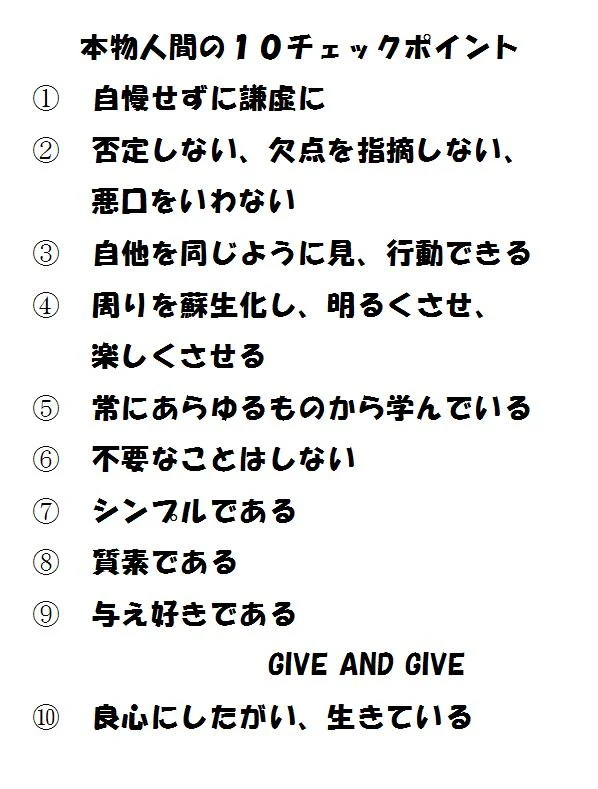 本物人間の１０チェックポイント
① 自慢せずに謙虚に
② 否定しない、欠点を指摘しない、
悪口をいわない
③ 自他を同じように見、行動できる
④ 周りを蘇生化し、明るくさせ、
楽しくさせる
⑤ 常にあらゆるものから学んでいる
⑥ 不要なことはしない
⑦ シンプルである
⑧ 質素である
⑨ 与え好きである
GIVE AND GIVE
⑩ 良心にしたがい、生きている